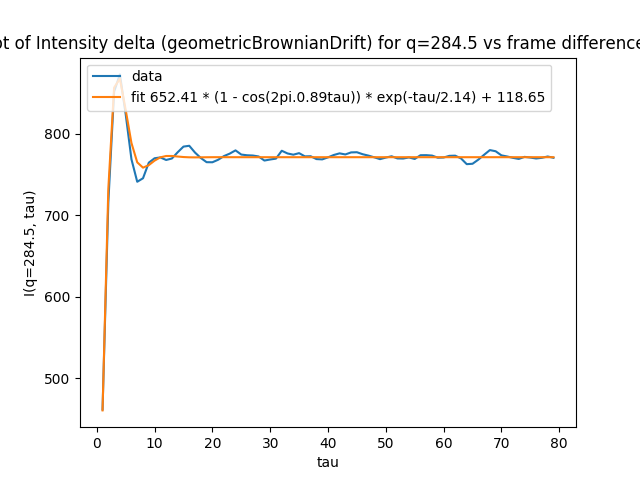 ot of Intensity delta (geometricBrownianDrift) for q=284.5 vs frame difference
data
fit 652.41 * (1 - cos(2pi.0.89tau)) * exp(-tau/2.14) + 118.65
I(q=284.5, tau)
800
700
600
500
0 10 20 30 40 50 60 70 80
tau